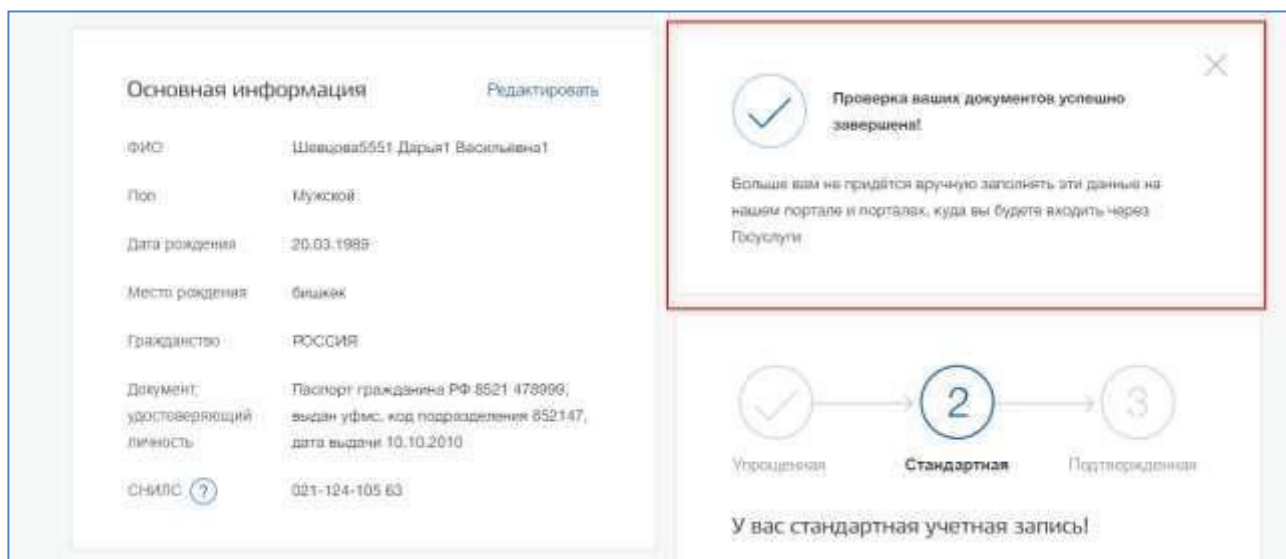 Основная информация
Редактировать
ФИО
Шевцова5551 Дарья1 Васильевна1
Пол
Мужской
Дата рождения
20.03.1989
Место рождения
бишкек
Гражданство
РОССИЯ
Документ,
удостоверяющий
личность
Паспорт гражданина РФ 8521 478999,
выдан уфмс, код подразделения 852147,
дата выдачи 10.10.2010
СНИЛС ?
021-124-105 63
Проверка ваших документов успешно
завершена!
Больше вам не придётся вручную заполнять эти данные на
нашем портале и порталах, куда вы будете входить через
Госуслуги
2
3
Упрощенная
Стандартная
Подтвержденная
У вас стандартная учетная запись!